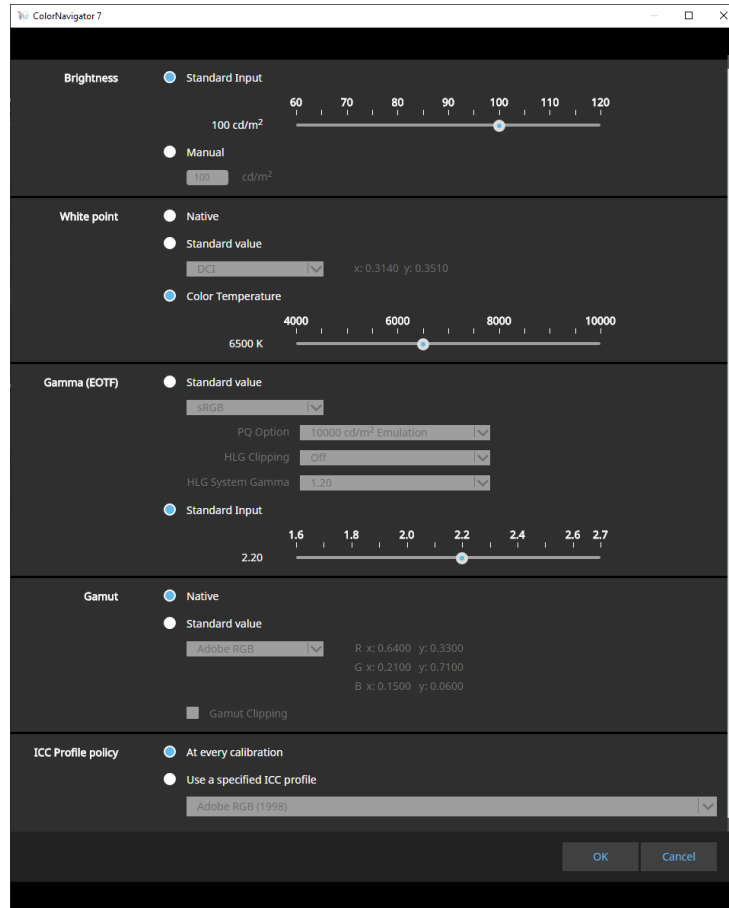 ColorNavigator 7
Brightness
Standard Input
60 70 80 90 100 110 120
100 cd/m²
Manual
100 cd/m²
White point
Native
Standard value
DCI x: 0.3140 y: 0.3510
Color Temperature
4000 6000 8000 10000
6500 K
Gamma (EOTF)
Standard value
sRGB
PQ Option 10000 cd/m² Emulation
HLG Clipping Off
HLG System Gamma 1.20
Standard Input
1.6 1.8 2.0 2.2 2.4 2.6 2.7
2.20
Gamut
Native
Standard value
Adobe RGB R x: 0.6400 y: 0.3300
G x: 0.2100 y: 0.7100
B x: 0.1500 y: 0.0600
Gamut Clipping
ICC Profile policy
At every calibration
Use a specified ICC profile
Adobe RGB (1998)
OK Cancel